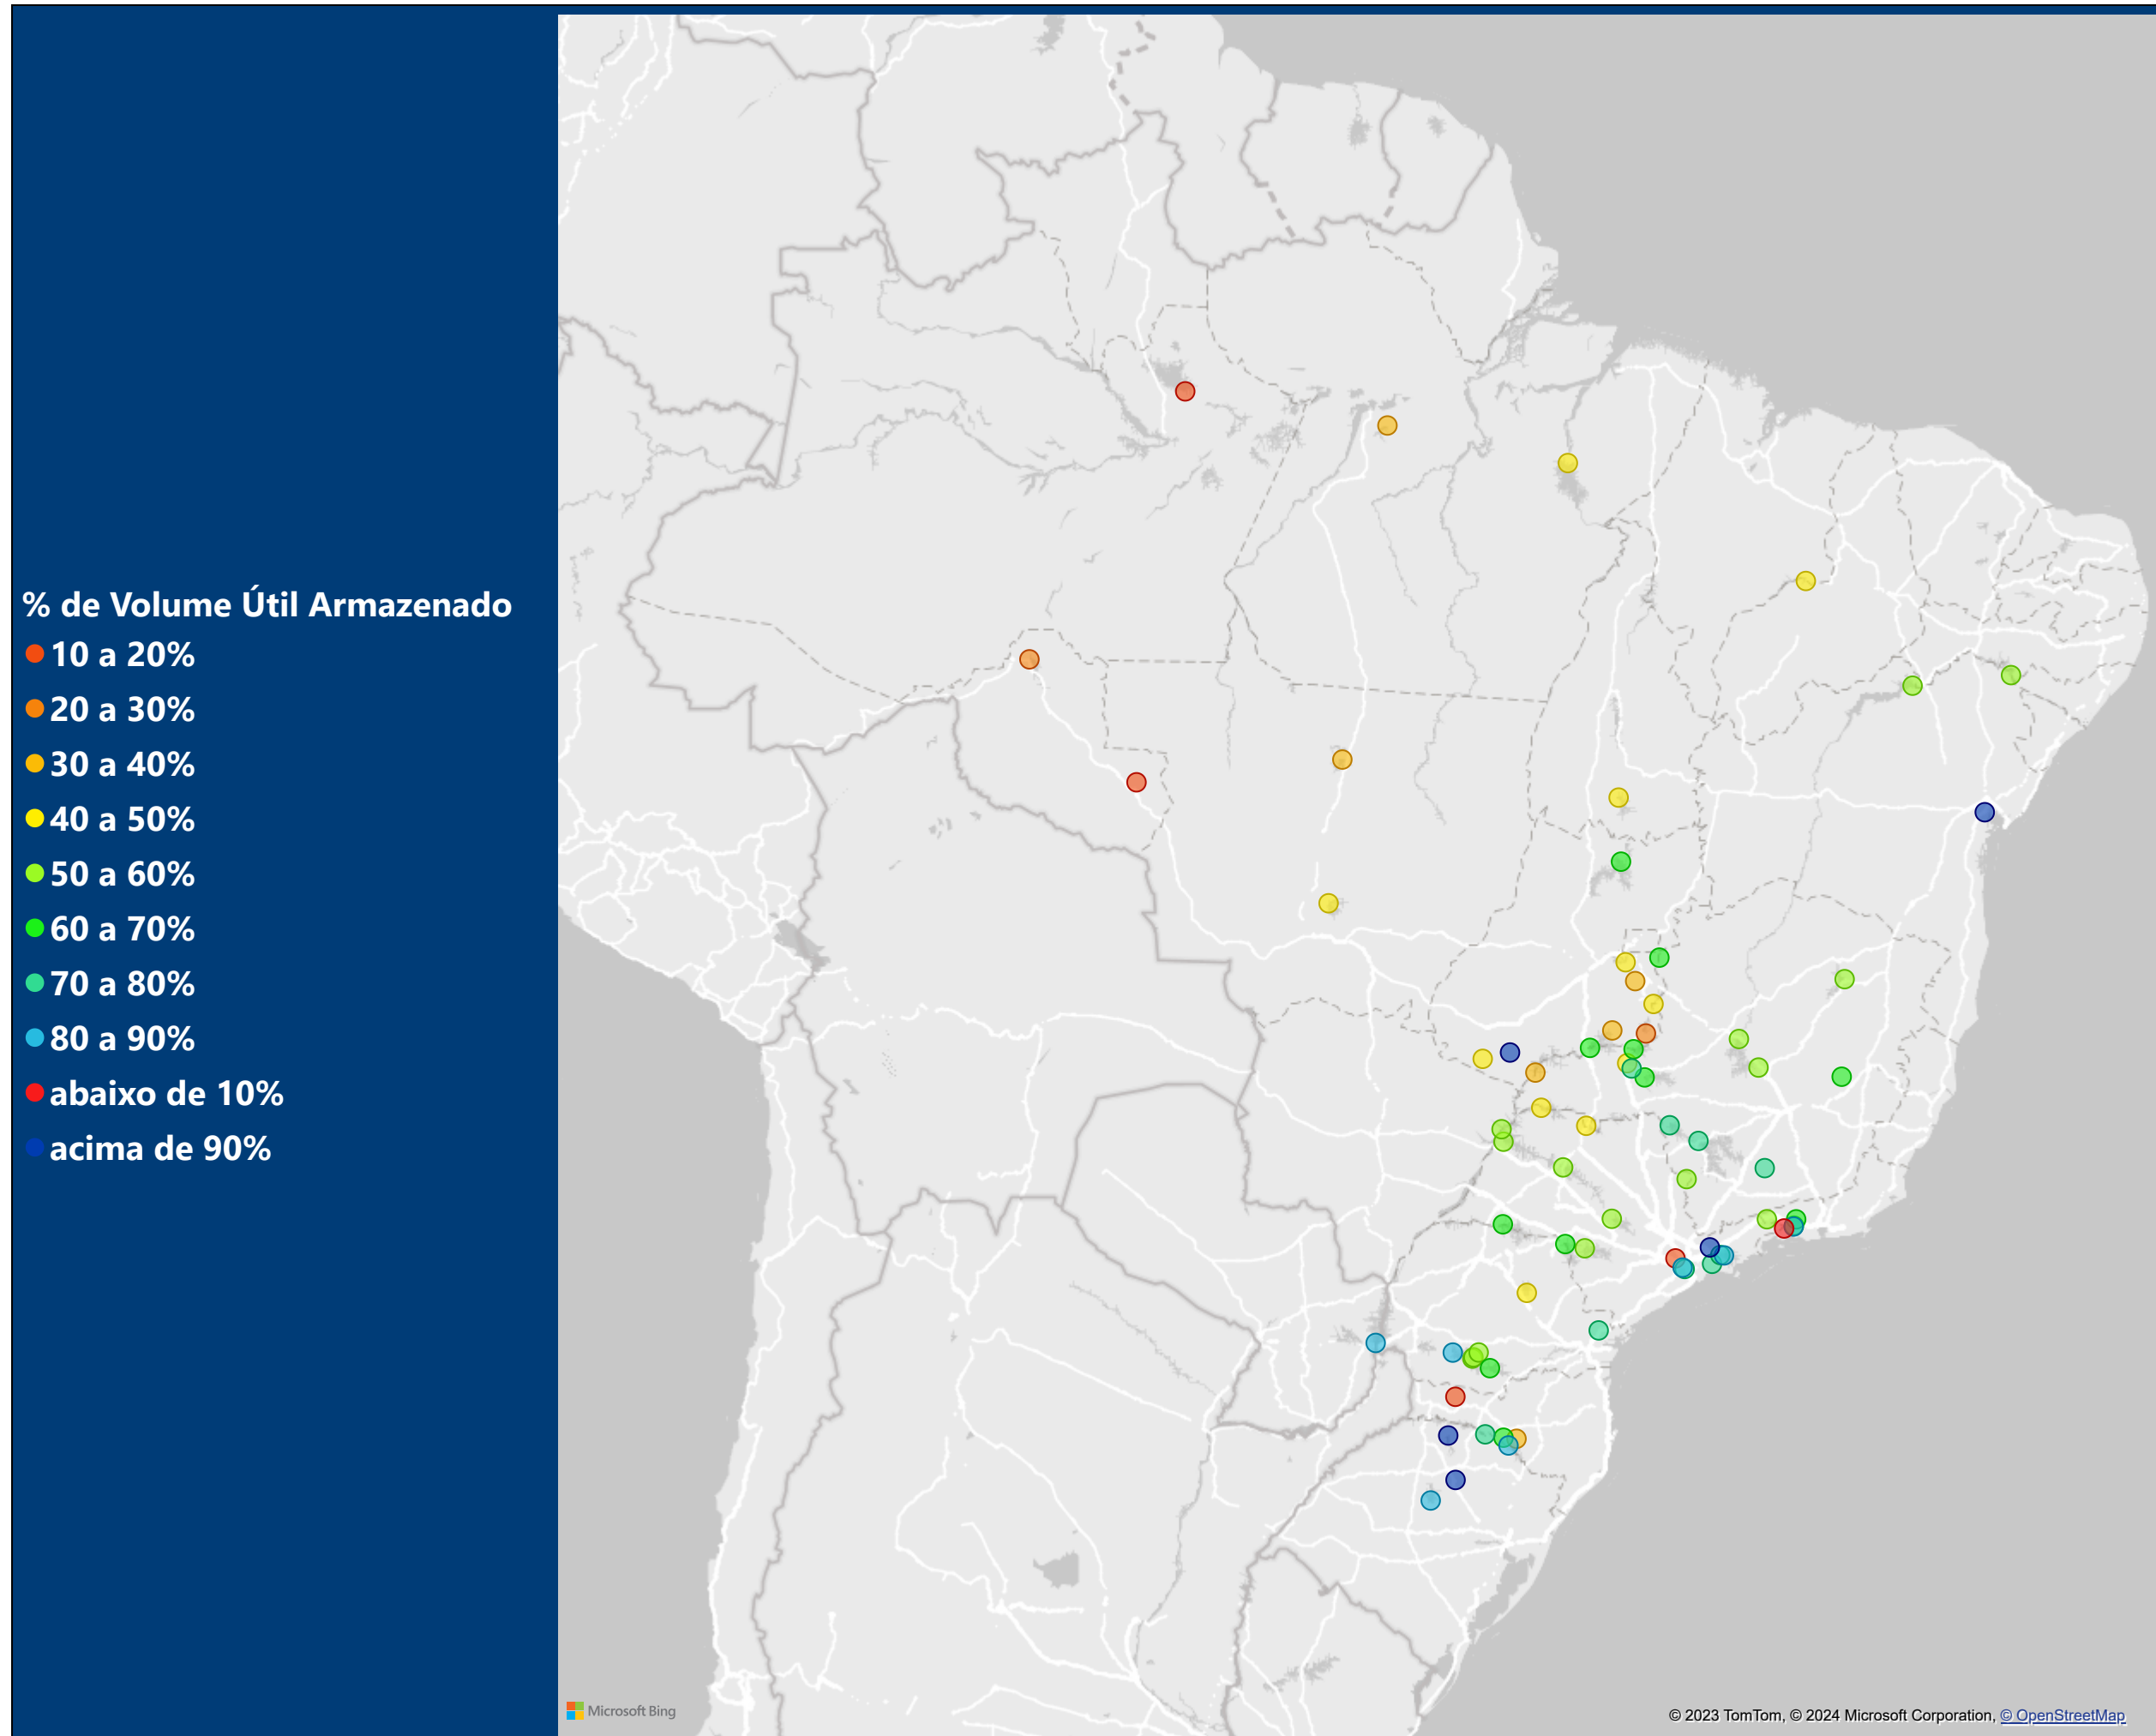 % de Volume Útil Armazenado
10 a 20%
20 a 30%
30 a 40%
40 a 50%
50 a 60%
60 a 70%
70 a 80%
80 a 90%
abaixo de 10%
acima de 90%
Microsoft Bing
© 2023 TomTom, © 2024 Microsoft Corporation, © OpenStreetMap